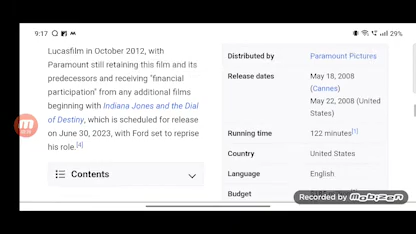 9:17
29%
Lucasfilm in October 2012, with
Paramount still retaining this film and its
predecessors and receiving "financial
participation" from any additional films
beginning with Indiana Jones and the Dial
of Destiny, which is scheduled for release
on June 30, 2023, with Ford set to reprise
his role.[4]
Contents
Distributed by Paramount Pictures
Release dates May 18, 2008
(Cannes)
May 22, 2008 (United
States)
Running time 122 minutes[1]
Country United States
Language English
Budget
Recorded by Mobizen